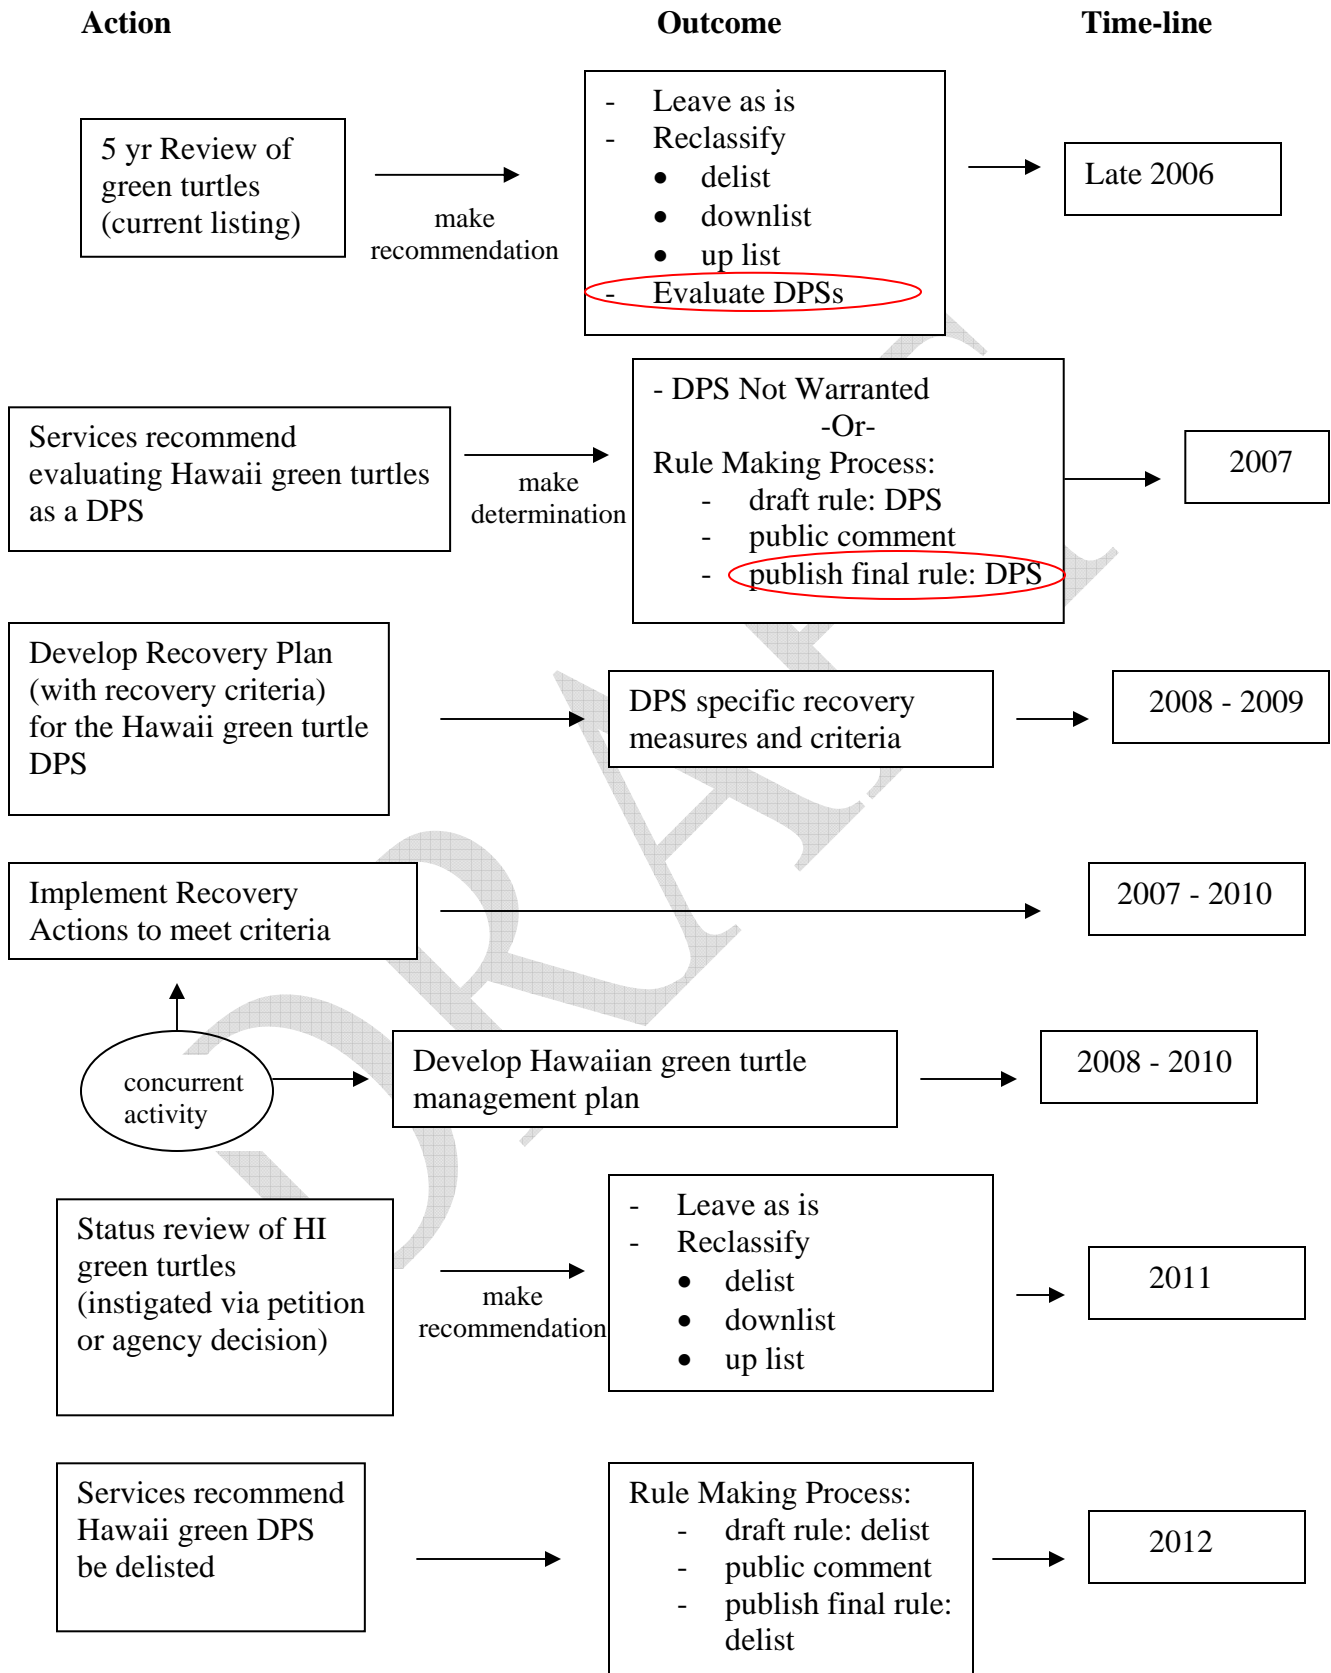 Action Outcome Time-line
5 yr Review of
green turtles
(current listing)
make
recommendation
- Leave as is
- Reclassify
• delist
• downlist
• up list
- Evaluate DPSs
Late 2006
Services recommend
evaluating Hawaii green turtles
as a DPS
make
determination
- DPS Not Warranted
-Or-
Rule Making Process:
- draft rule: DPS
- public comment
- publish final rule: DPS
2007
Develop Recovery Plan
(with recovery criteria)
for the Hawaii green turtle
DPS
DPS specific recovery
measures and criteria
2008 - 2009
Implement Recovery
Actions to meet criteria
2007 - 2010
concurrent
activity
Develop Hawaiian green turtle
management plan
2008 - 2010
Status review of HI
green turtles
(instigated via petition
or agency decision)
make
recommendation
- Leave as is
- Reclassify
• delist
• downlist
• up list
2011
Services recommend
Hawaii green DPS
be delisted
Rule Making Process:
- draft rule: delist
- public comment
- publish final rule:
delist
2012
DRAFT